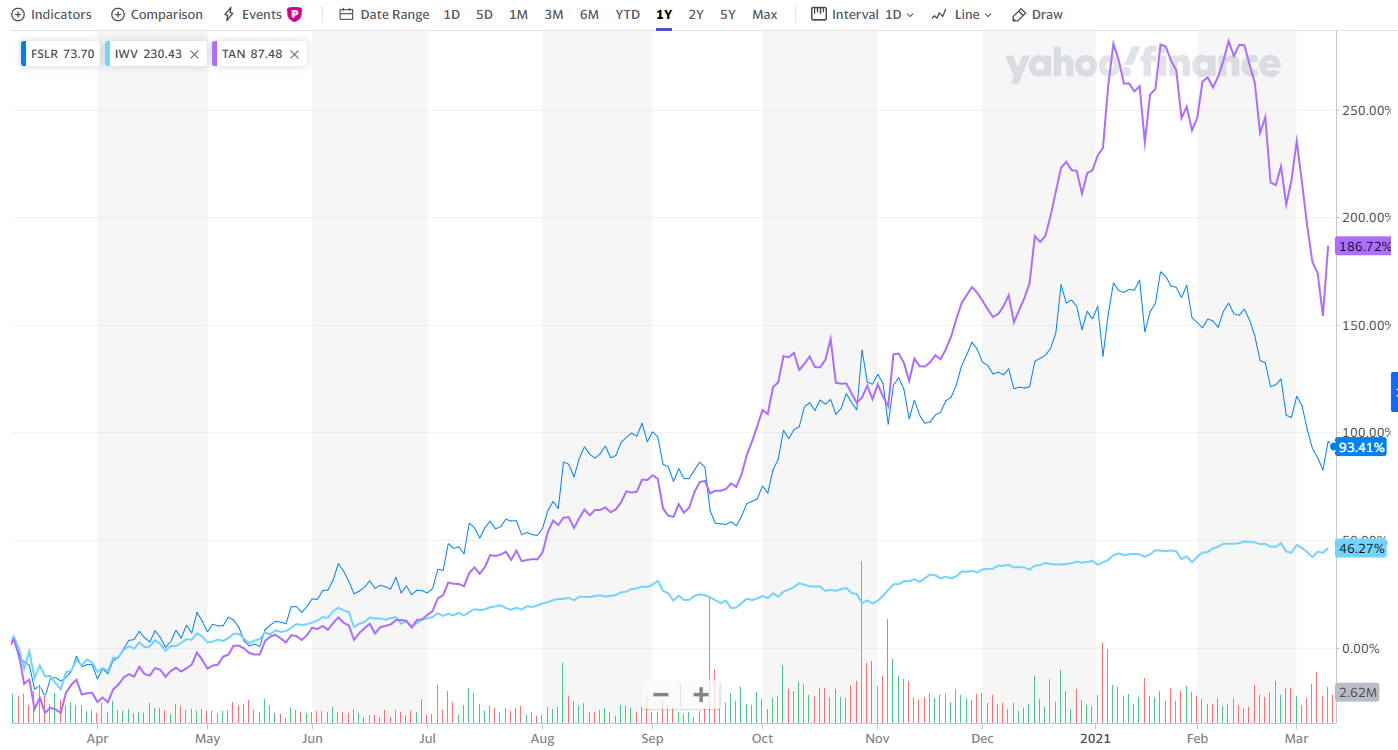 Indicators Comparison Events P Date Range 1D 5D 1M 3M 6M YTD 1Y 2Y 5Y Max Interval 1D Line Draw
FSLR 73.70 IWV 230.43 TAN 87.48
yahoo!finance
250.00%
200.00%
186.72%
150.00%
100.00%
93.41%
50.00%
46.27%
0.00%
2.62M
Apr May Jun Jul Aug Sep Oct Nov Dec 2021 Feb Mar